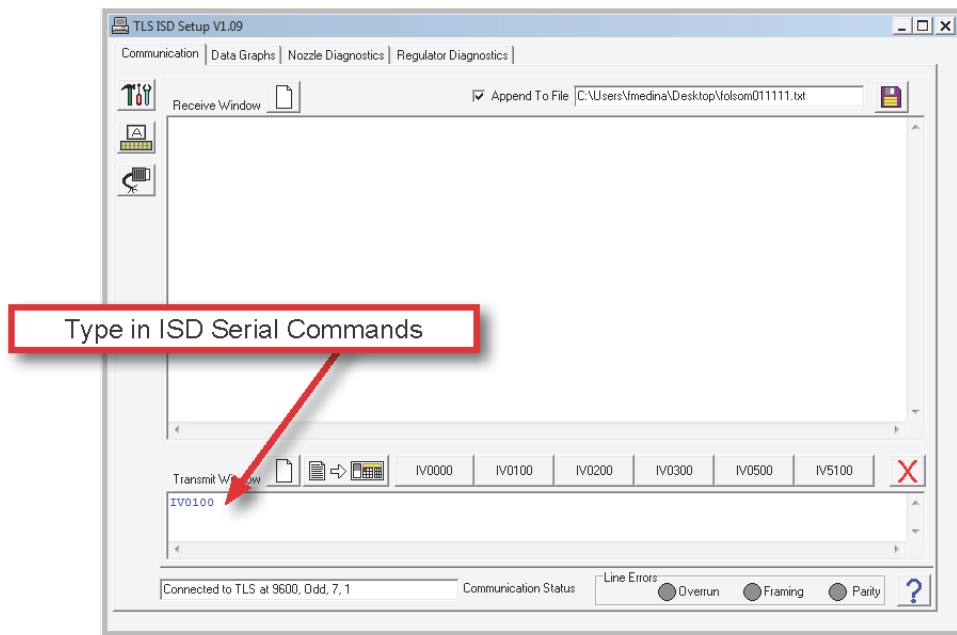 TLS ISD Setup V1.09
Communication Data Graphs Nozzle Diagnostics Regulator Diagnostics
Receive Window Append To File C:\Users\fmedina\Desktop\folsom011111.txt
A
Type in ISD Serial Commands
Transmit Window IV0000 IV0100 IV0200 IV0300 IV0500 IV5100 X
IV0100
Connected to TLS at 9600, Odd, 7, 1 Communication Status Line Errors Overrun Framing Parity ?